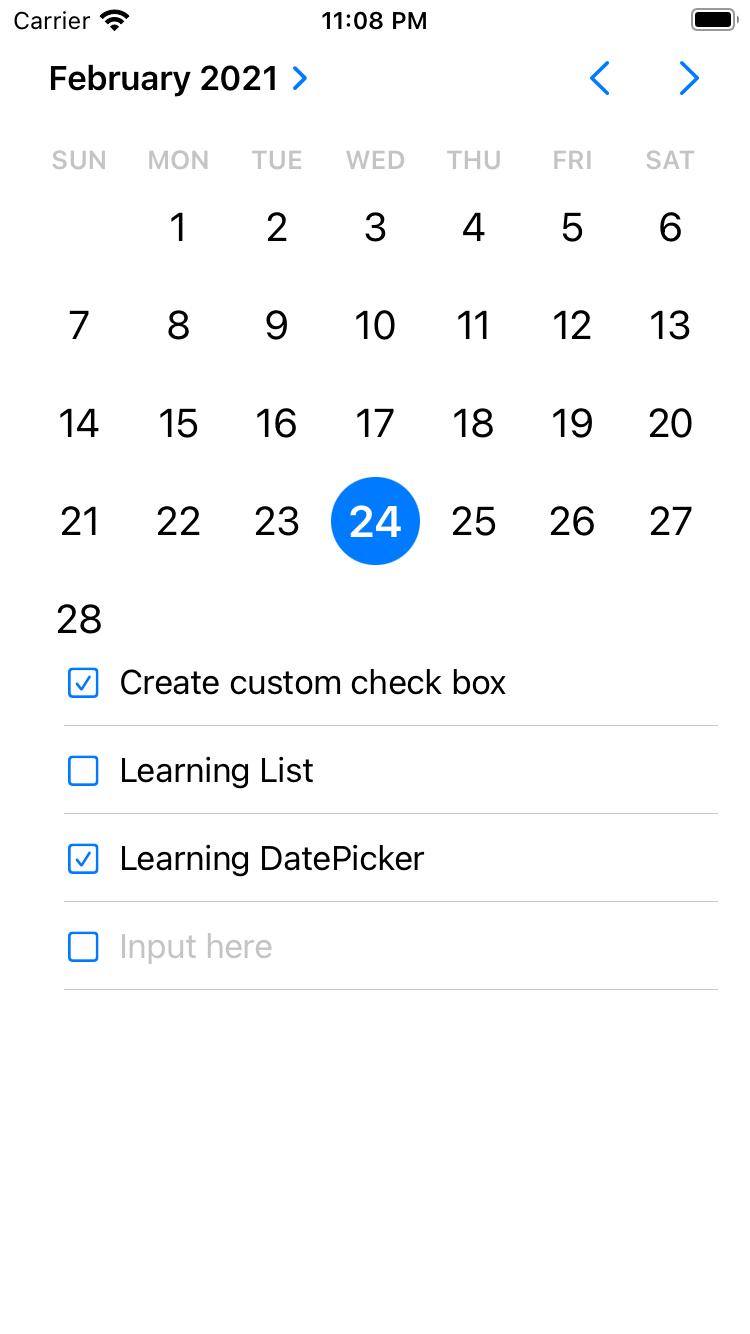 Carrier 11:08 PM
February 2021
SUN MON TUE WED THU FRI SAT
1 2 3 4 5 6
7 8 9 10 11 12 13
14 15 16 17 18 19 20
21 22 23 24 25 26 27
28
Create custom check box
Learning List
Learning DatePicker
Input here